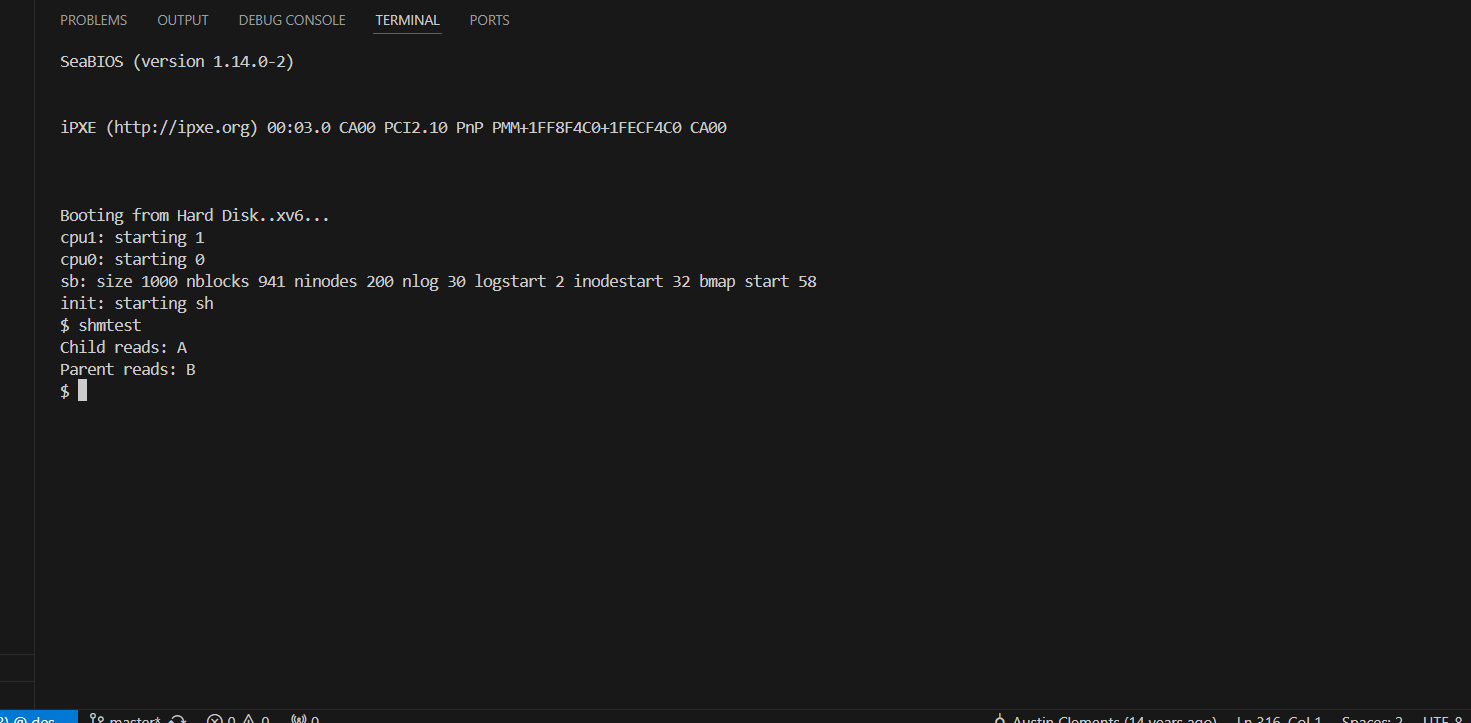 PROBLEMS OUTPUT DEBUG CONSOLE TERMINAL PORTS
SeaBIOS (version 1.14.0-2)
iPXE (http://ipxe.org) 00:03.0 CA00 PCI2.10 PnP PMM+1FF8F4C0+1FECF4C0 CA00
Booting from Hard Disk..xv6...
cpu1: starting 1
cpu0: starting 0
sb: size 1000 nblocks 941 ninodes 200 nlog 30 logstart 2 inodestart 32 bmap start 58
init: starting sh
$ shmtest
Child reads: A
Parent reads: B
$
master* 0 0 0 Austin Clements (14 years ago) Ln 316, Col 1 Spaces: 2 UTF-8